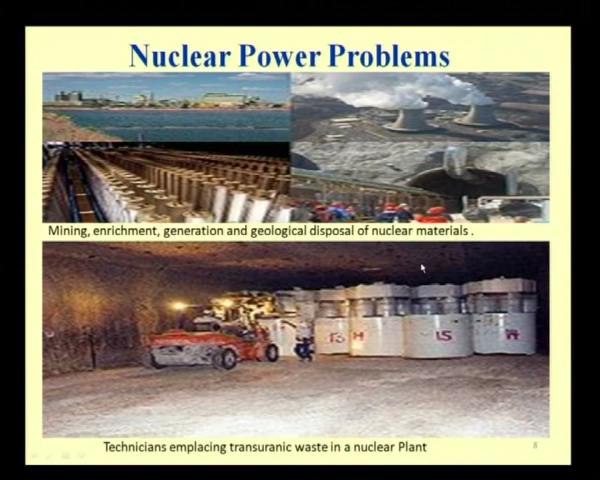 Nuclear Power Problems
Mining, enrichment, generation and geological disposal of nuclear materials .
Technicians emplacing transuranic waste in a nuclear Plant
8